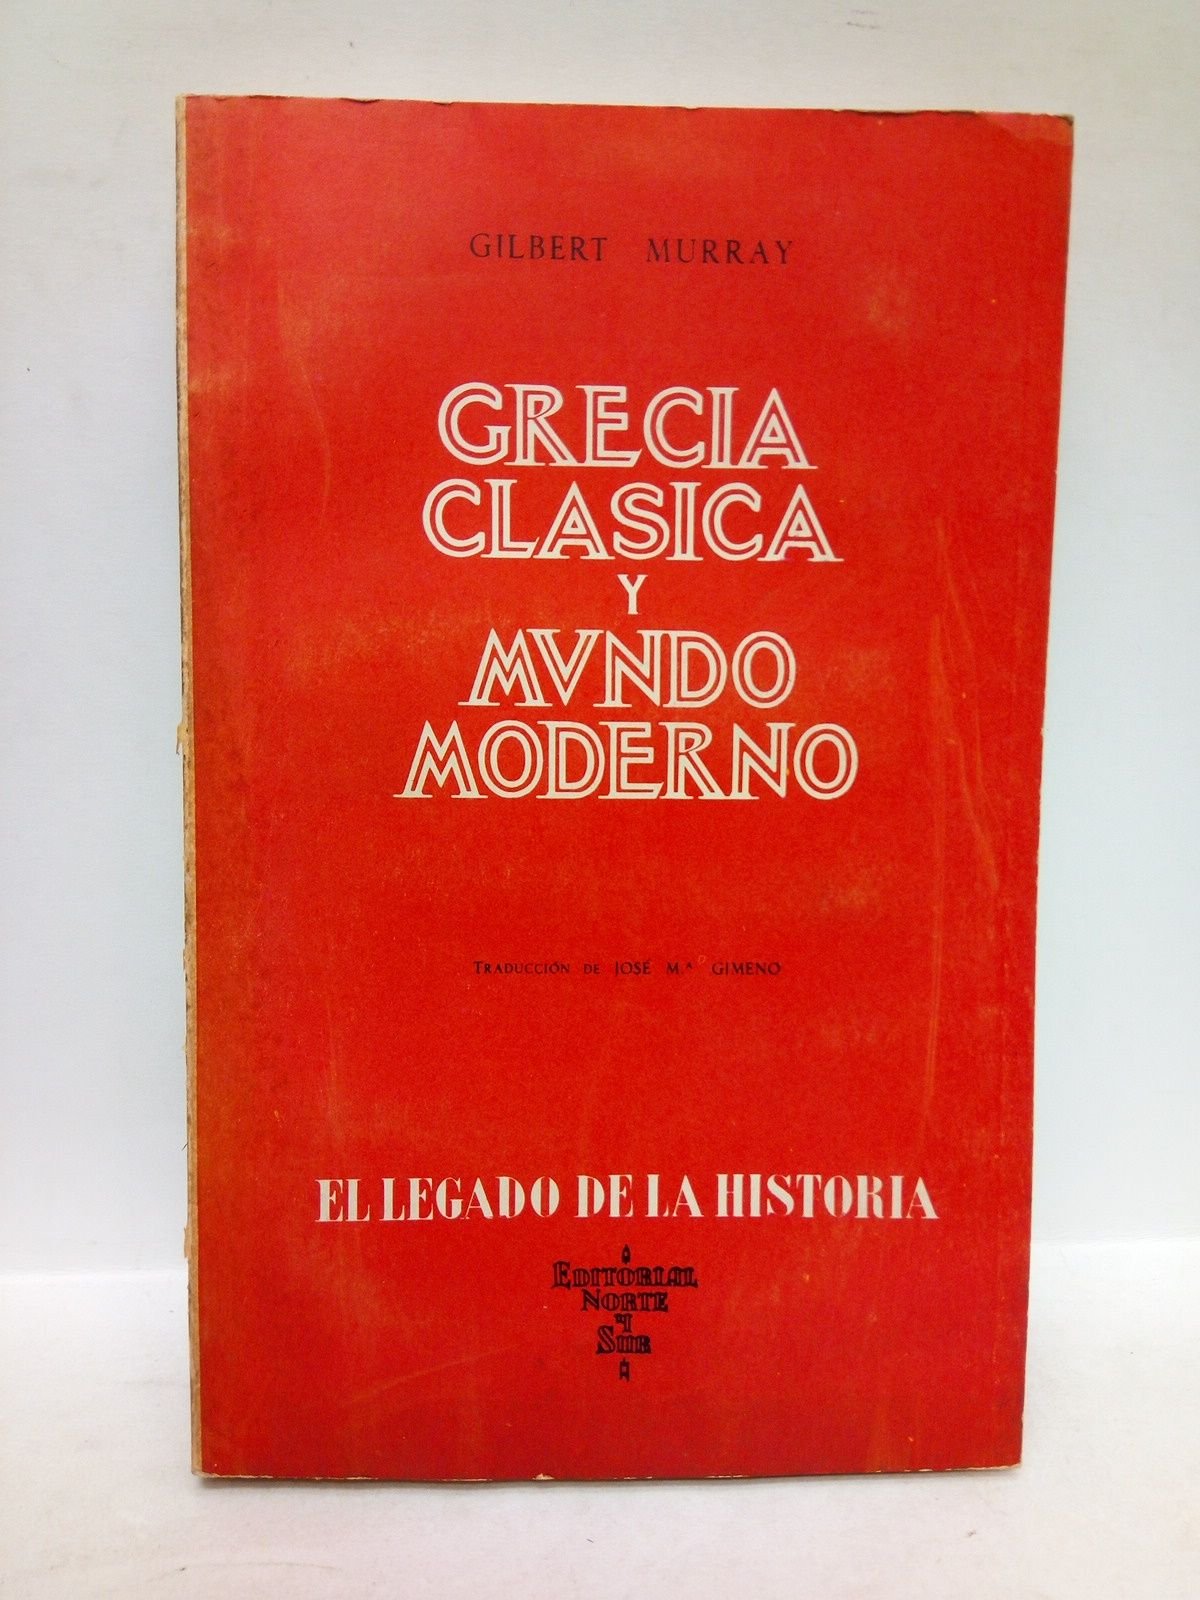 GILBERT MURRAY
GRECIA
CLASICA
Y
MVNDO
MODERNO
TRADUCCIÓN DE JOSÉ M.ª GIMENO
EL LEGADO DE LA HISTORIA
EDITORIAL
NORTE
Y
SUR